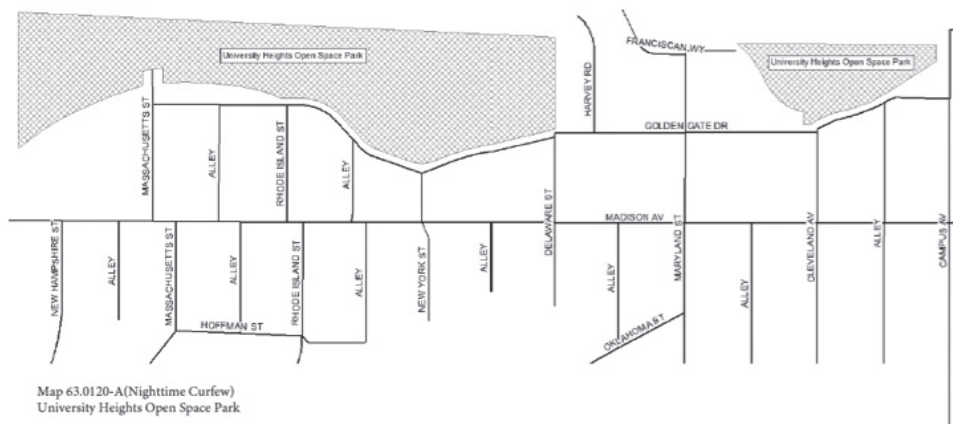 University Heights Open Space Park
FRANCISCAN WY
University Heights Open Space Park
HARVEY RD
GOLDEN GATE DR
MASSACHUSETTS ST
ALLEY
RHODE ISLAND ST
ALLEY
MADISON AV
NEW HAMPSHIRE ST
ALLEY
MASSACHUSETTS ST
ALLEY
RHODE ISLAND ST
ALLEY
NEW YORK ST
ALLEY
DELAWARE ST
ALLEY
MARYLAND ST
ALLEY
CLEVELAND AV
ALLEY
CAMPUS AV
HOFFMAN ST
OKLAHOMA ST
Map 63.0120-A(Nighttime Curfew)
University Heights Open Space Park